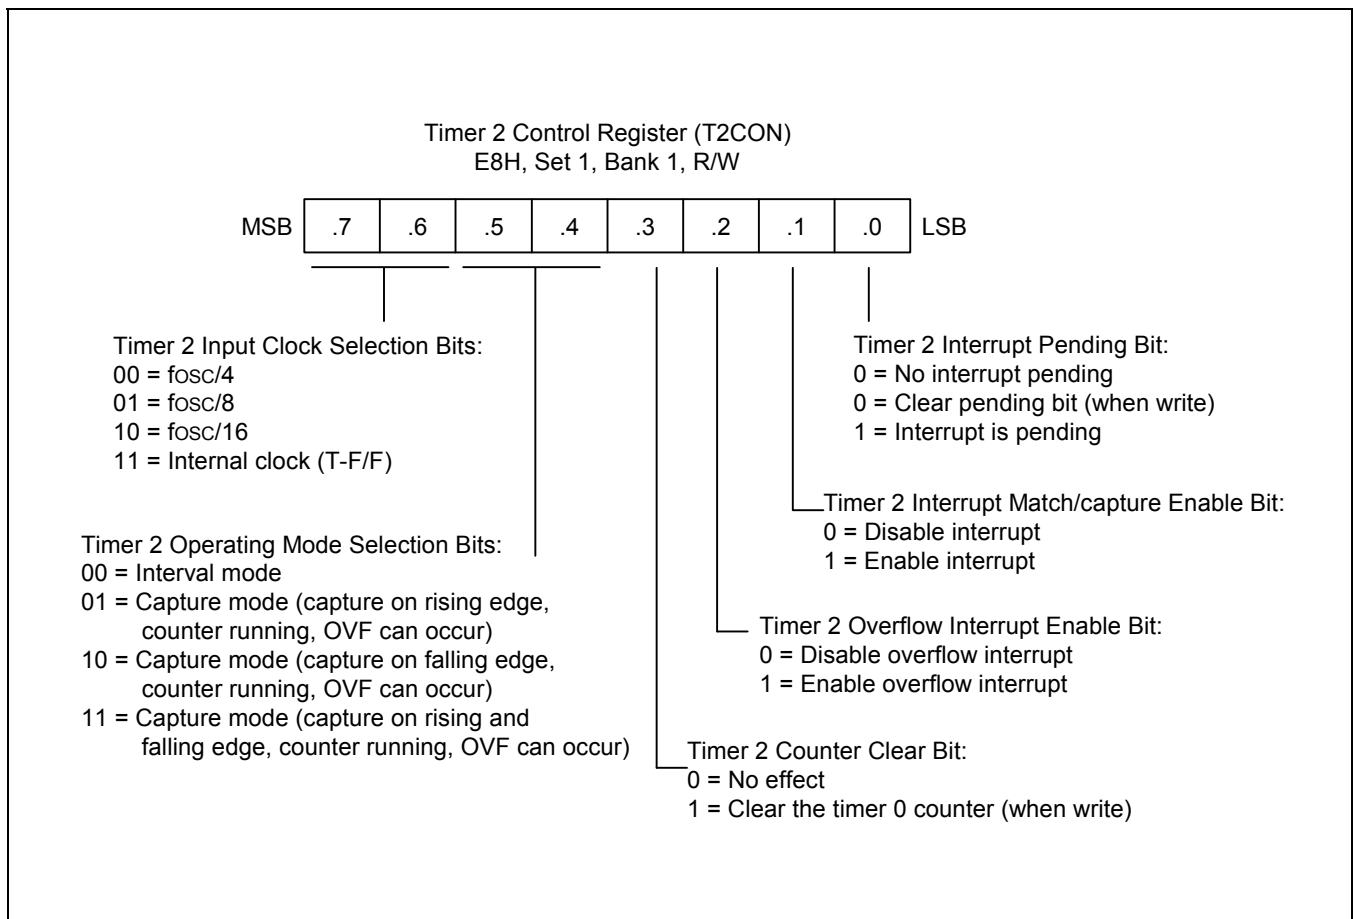 Timer 2 Control Register (T2CON)
E8H, Set 1, Bank 1, R/W
MSB .7 .6 .5 .4 .3 .2 .1 .0 LSB
Timer 2 Input Clock Selection Bits:
00 = fOSC/4
01 = fOSC/8
10 = fOSC/16
11 = Internal clock (T-F/F)
Timer 2 Operating Mode Selection Bits:
00 = Interval mode
01 = Capture mode (capture on rising edge,
counter running, OVF can occur)
10 = Capture mode (capture on falling edge,
counter running, OVF can occur)
11 = Capture mode (capture on rising and
falling edge, counter running, OVF can occur)
Timer 2 Interrupt Pending Bit:
0 = No interrupt pending
0 = Clear pending bit (when write)
1 = Interrupt is pending
Timer 2 Interrupt Match/capture Enable Bit:
0 = Disable interrupt
1 = Enable interrupt
Timer 2 Overflow Interrupt Enable Bit:
0 = Disable overflow interrupt
1 = Enable overflow interrupt
Timer 2 Counter Clear Bit:
0 = No effect
1 = Clear the timer 0 counter (when write)